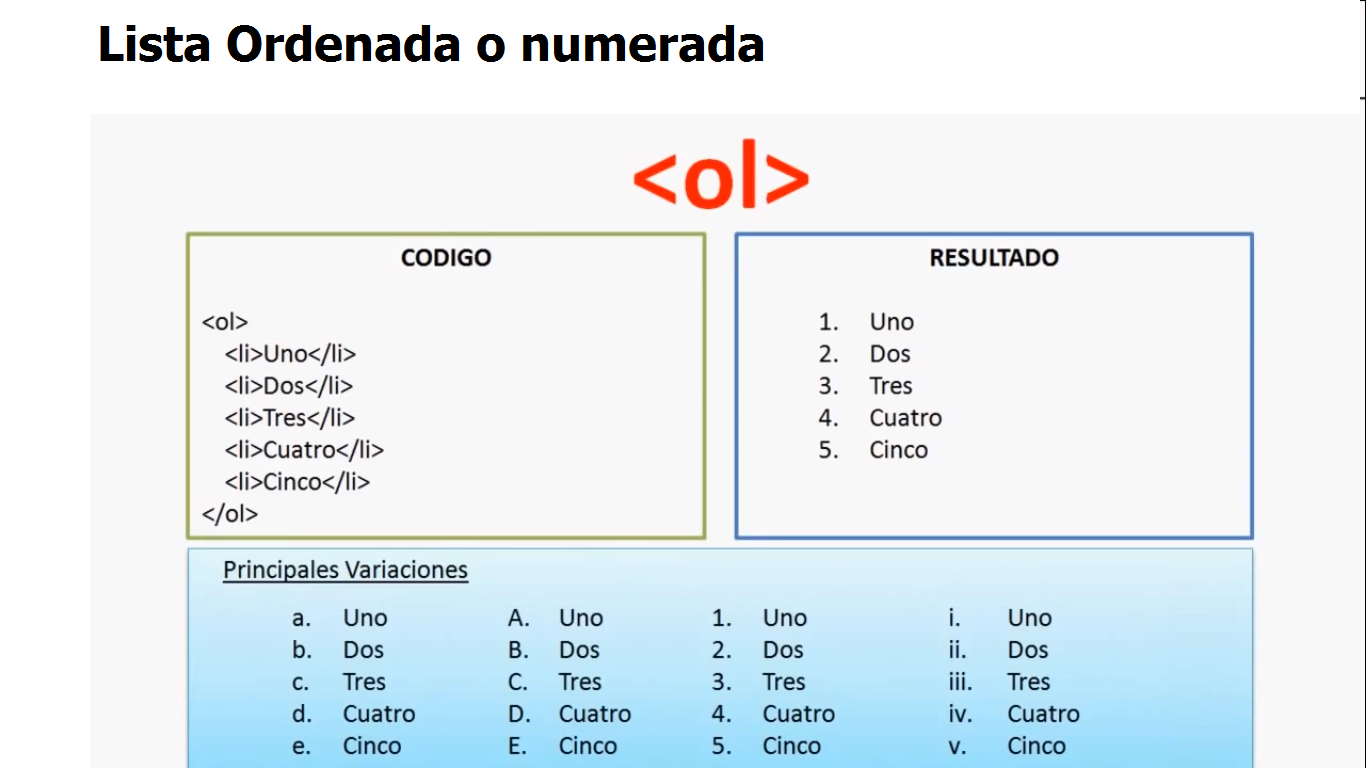 Lista Ordenada o numerada
<ol>
CODIGO
<ol>
<li>Uno</li>
<li>Dos</li>
<li>Tres</li>
<li>Cuatro</li>
<li>Cinco</li>
</ol>
RESULTADO
1. Uno
2. Dos
3. Tres
4. Cuatro
5. Cinco
Principales Variaciones
a. Uno
b. Dos
c. Tres
d. Cuatro
e. Cinco
A. Uno
B. Dos
C. Tres
D. Cuatro
E. Cinco
1. Uno
2. Dos
3. Tres
4. Cuatro
5. Cinco
i. Uno
ii. Dos
iii. Tres
iv. Cuatro
v. Cinco